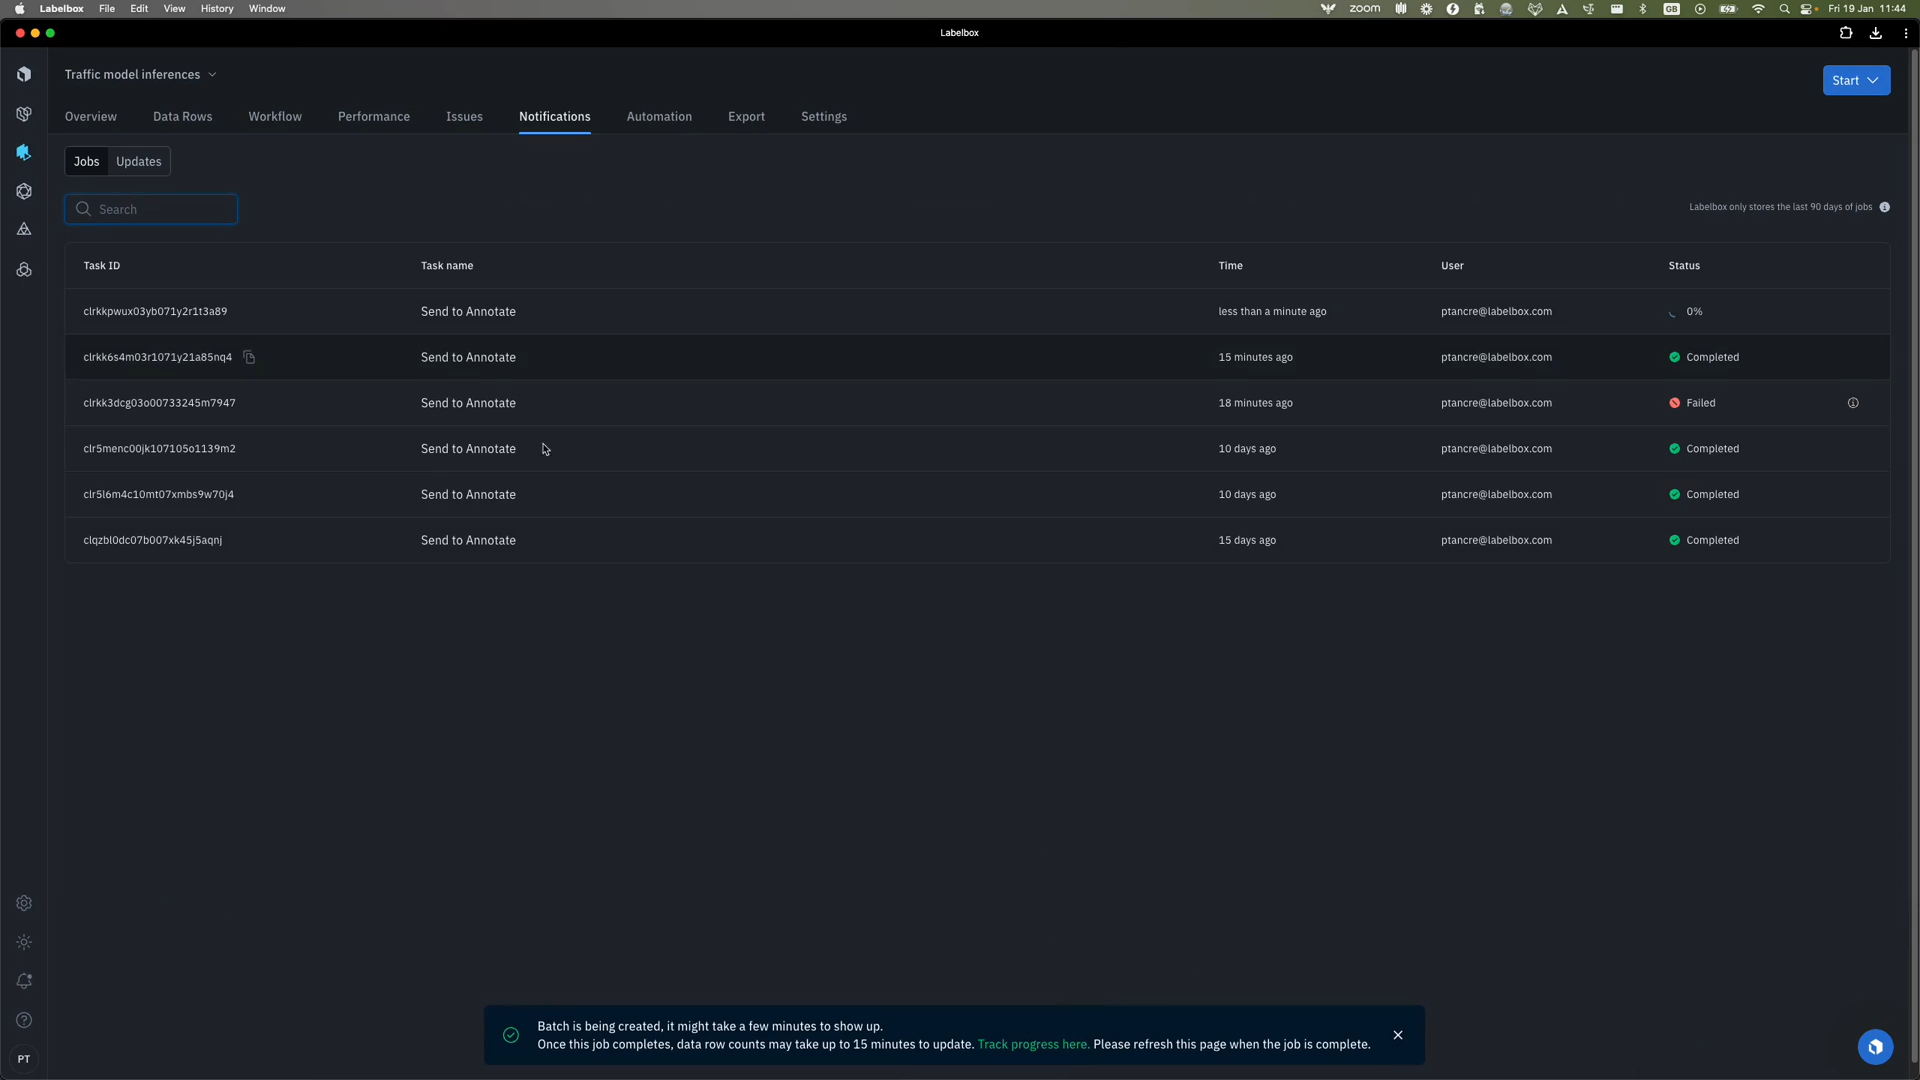 Labelbox File Edit View History Window zoom GB Fri 19 Jan 11:44
Labelbox
Traffic model inferences
Start
Overview Data Rows Workflow Performance Issues Notifications Automation Export Settings
Jobs Updates
Search
Labelbox only stores the last 90 days of jobs
Task ID Task name Time User Status
clrkkpwux03yb071y2r1t3a89 Send to Annotate less than a minute ago ptancre@labelbox.com 0%
clrkk6s4m03r1071y21a85nq4 Send to Annotate 15 minutes ago ptancre@labelbox.com Completed
clrkk3dcg03o00733245m7947 Send to Annotate 18 minutes ago ptancre@labelbox.com Failed
clr5menc00jk107105o1139m2 Send to Annotate 10 days ago ptancre@labelbox.com Completed
clr5l6m4c10mt07xmbs9w70j4 Send to Annotate 10 days ago ptancre@labelbox.com Completed
clqzbl0dc07b007xk45j5aqnj Send to Annotate 15 days ago ptancre@labelbox.com Completed
Batch is being created, it might take a few minutes to show up.
Once this job completes, data row counts may take up to 15 minutes to update. Track progress here. Please refresh this page when the job is complete.
PT